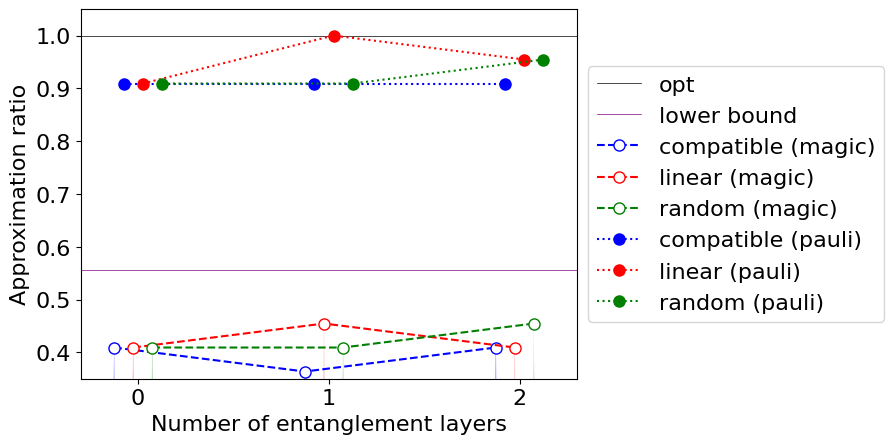 1.0
0.9
0.8
0.7
0.6
0.5
0.4
Approximation ratio
0
1
2
Number of entanglement layers
opt
lower bound
compatible (magic)
linear (magic)
random (magic)
compatible (pauli)
linear (pauli)
random (pauli)